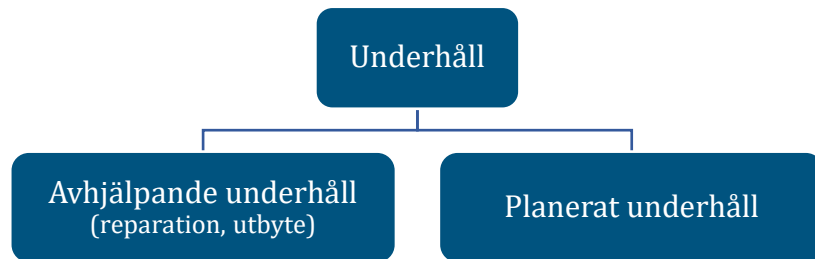 Underhåll
Avhjälpande underhåll
(reparation, utbyte)
Planerat underhåll